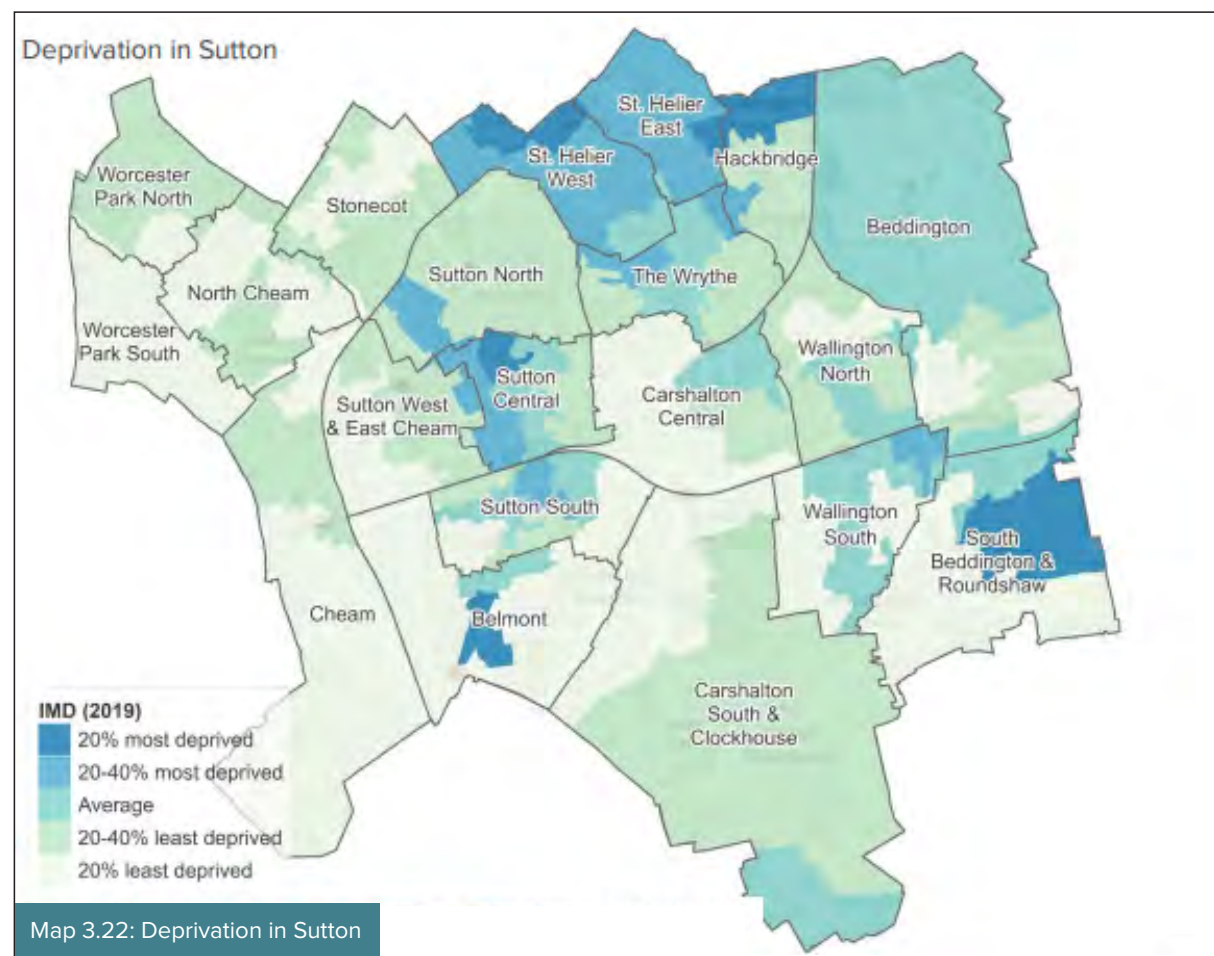 Deprivation in Sutton
St. Helier
East
St. Helier
West
Hackbridge
Worcester
Park North
Stonecot
Beddington
Sutton North
The Wrythe
North Cheam
Worcester
Park South
Wallington
North
Sutton
Central
Carshalton
Central
Sutton West
& East Cheam
Sutton South
Wallington
South
South
Beddington &
Roundshaw
Cheam
Belmont
Carshalton
South &
Clockhouse
IMD (2019)
20% most deprived
20-40% most deprived
Average
20-40% least deprived
20% least deprived
Map 3.22: Deprivation in Sutton